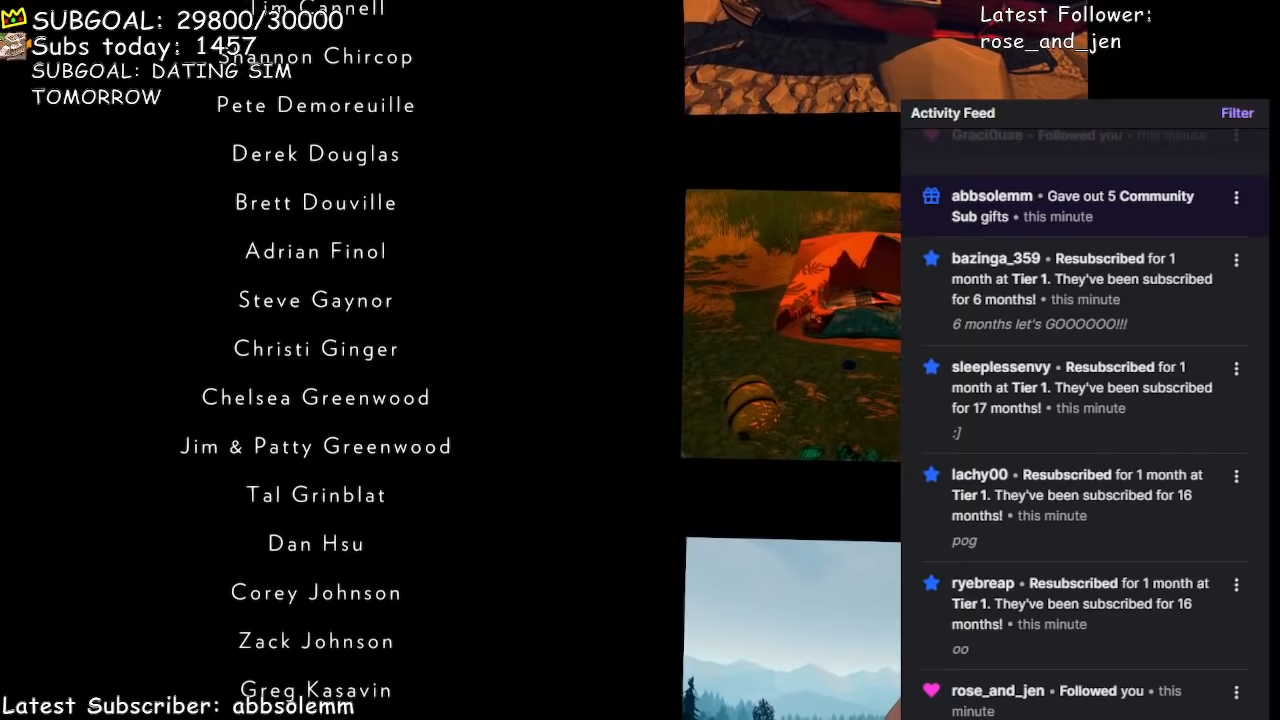 SUBGOAL: 29800/30000
Subs today: 1457
SUBGOAL: DATING SIM
TOMORROW
Tim Cannell
Shannon Chircop
Pete Demoreuille
Derek Douglas
Brett Douville
Adrian Finol
Steve Gaynor
Christi Ginger
Chelsea Greenwood
Jim & Patty Greenwood
Tal Grinblat
Dan Hsu
Corey Johnson
Zack Johnson
Greg Kasavin
Latest Subscriber: abbsolemm
Latest Follower:
rose_and_jen
Activity Feed
Filter
Followed you • this minute
abbsolemm • Gave out 5 Community
Sub gifts • this minute
bazinga_359 • Resubscribed for 1
month at Tier 1. They've been subscribed
for 6 months! • this minute
6 months let's GOOOOOO!!!
sleeplessenvy • Resubscribed for 1
month at Tier 1. They've been subscribed
for 17 months! • this minute
:]
lachy00 • Resubscribed for 1 month at
Tier 1. They've been subscribed for 16
months! • this minute
pog
ryebreap • Resubscribed for 1 month at
Tier 1. They've been subscribed for 16
months! • this minute
oo
rose_and_jen • Followed you • this
minute